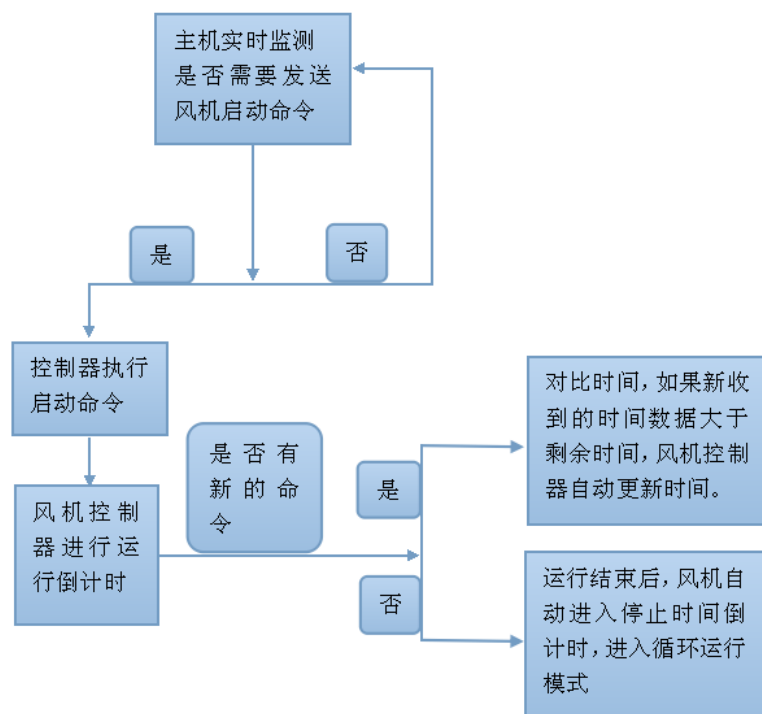 主机实时监测
是否需要发送
风机启动命令
是
否
控制器执行
启动命令
风机控制
器进行运
行倒计时
是否有
新的命
令
是
否
对比时间，如果新收
到的时间数据大于
剩余时间，风机控制
器自动更新时间。
运行结束后，风机自
动进入停止时间倒
计时，进入循环运行
模式